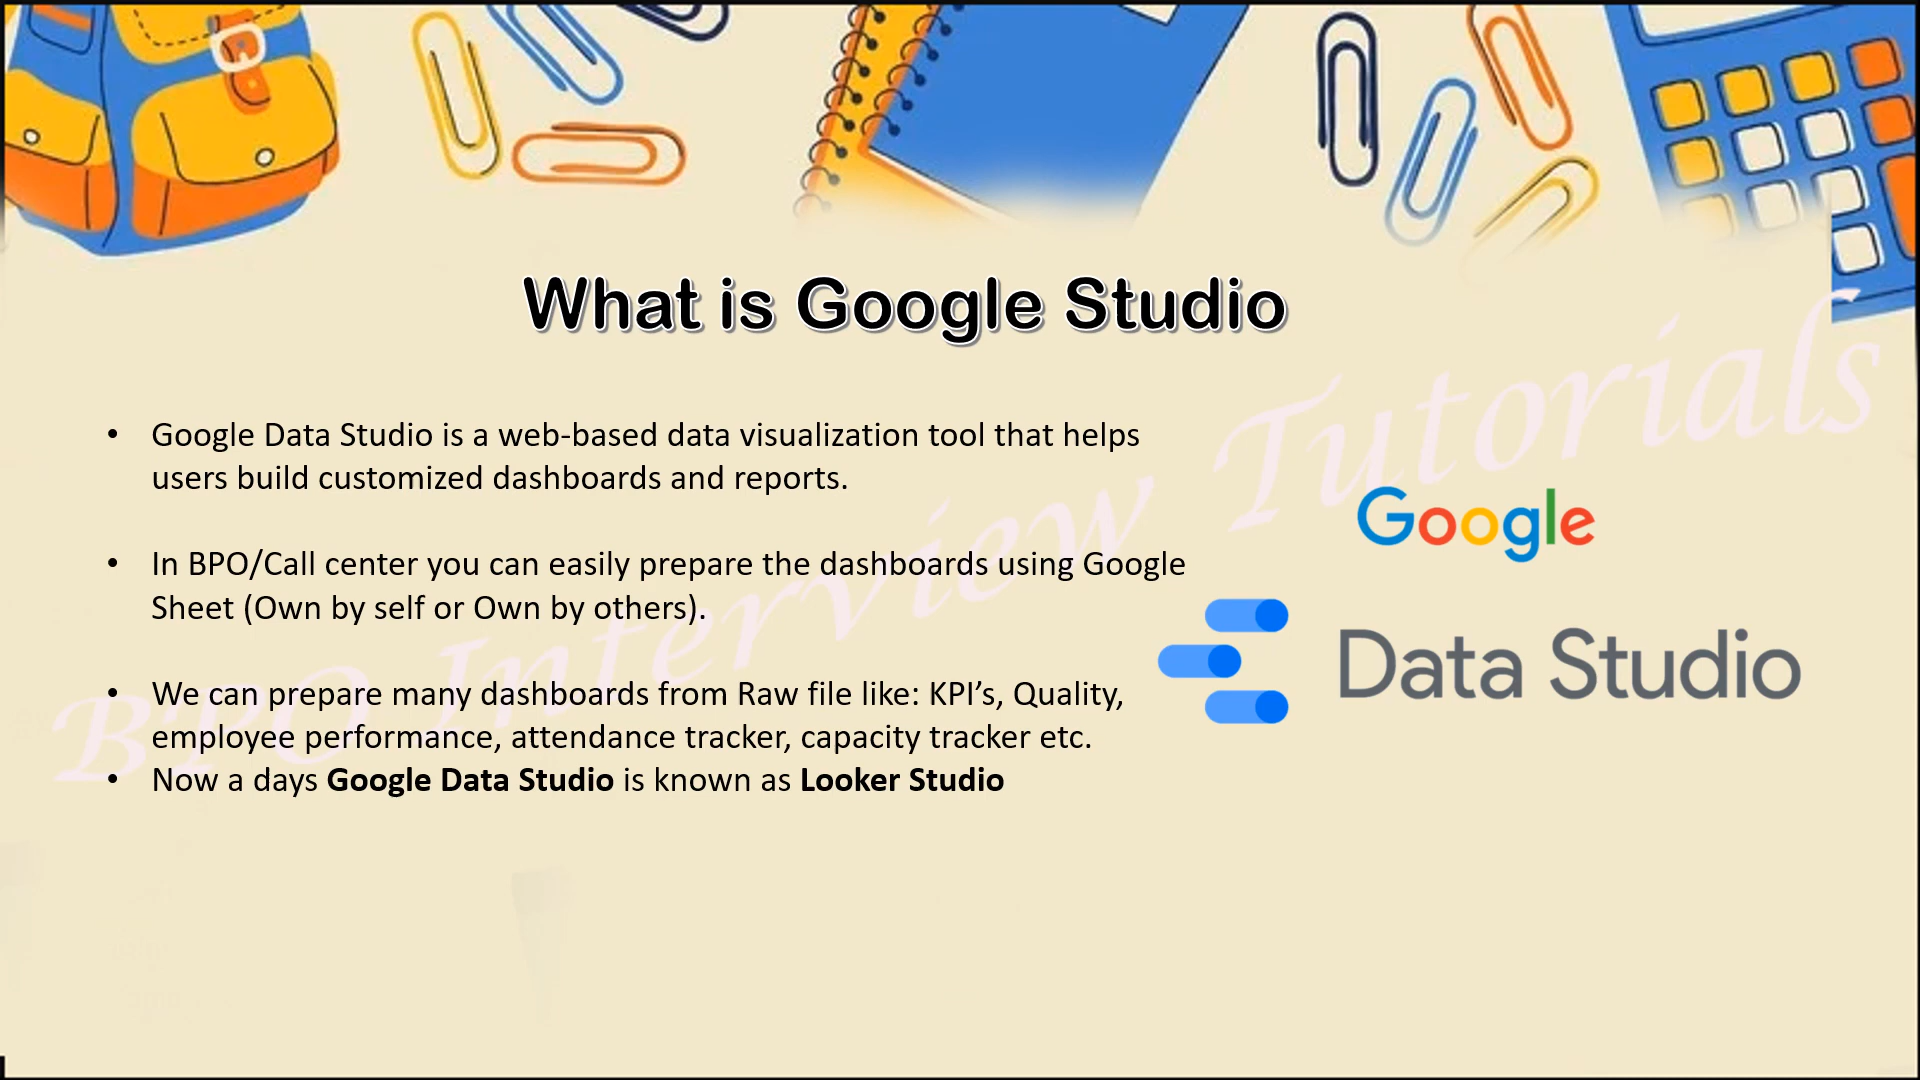 What is Google Studio
• Google Data Studio is a web-based data visualization tool that helps
users build customized dashboards and reports.
• In BPO/Call center you can easily prepare the dashboards using Google
Sheet (Own by self or Own by others).
• We can prepare many dashboards from Raw file like: KPI’s, Quality,
employee performance, attendance tracker, capacity tracker etc.
• Now a days Google Data Studio is known as Looker Studio
Google
Data Studio
BPO Interview Tutorials